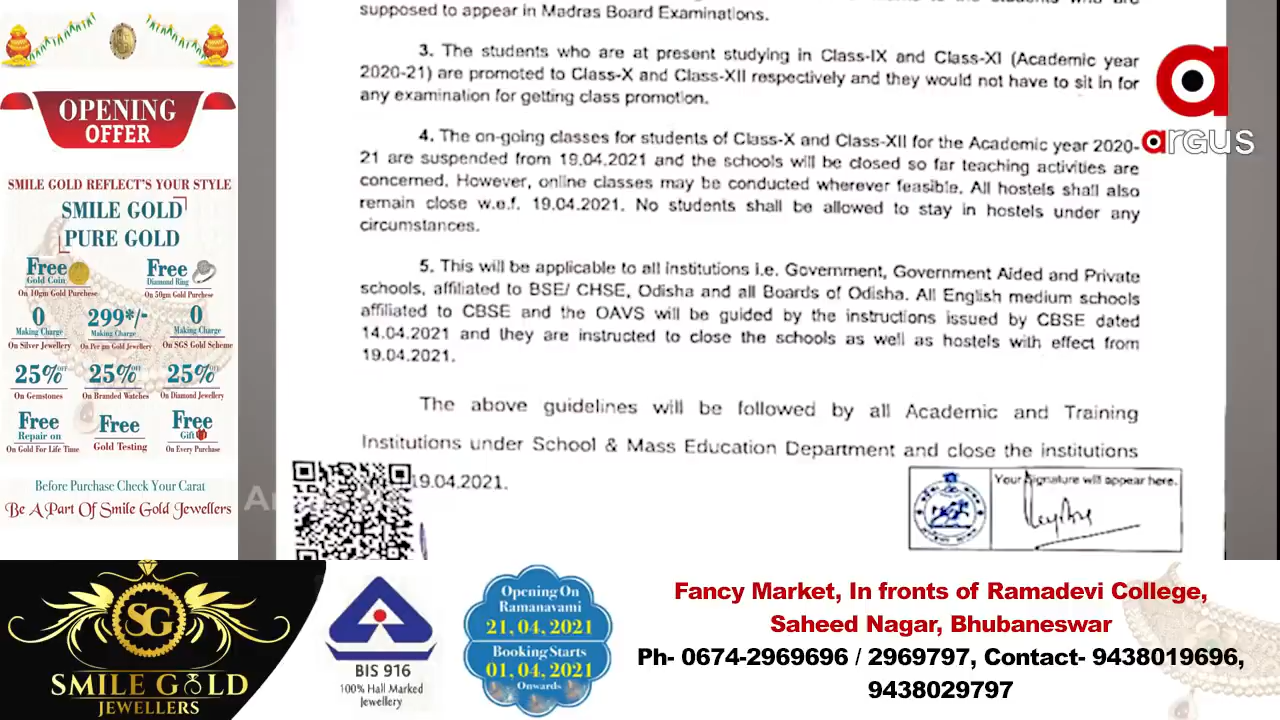 OPENING
OFFER
SMILE GOLD REFLECT'S YOUR STYLE
SMILE GOLD
PURE GOLD
Free
Gold Coin
On 10gm Gold Purchese
Free
Diamond Ring
On 50gm Gold Purchese
0
Making Charge
On Silver Jewellery
299*/-
Making Charge
On Per gm Gold Jewellery
0
Making Charge
On SGS Gold Scheme
25% OFF
On Gemstones
25% OFF
On Branded Watches
25% OFF
On Diamond Jewellery
Free
Repair on
On Gold For Life Time
Free
Gold Testing
Free
Gift
On Every Purchase
Before Purchase Check Your Carat
Be A Part Of Smile Gold Jewellers
supposed to appear in Madras Board Examinations.
3. The students who are at present studying in Class-IX and Class-XI (Academic year
2020-21) are promoted to Class-X and Class-XII respectively and they would not have to sit in for
any examination for getting class promotion.
4. The on-going classes for students of Class-X and Class-XII for the Academic year 2020-
21 are suspended from 19.04.2021 and the schools will be closed so far teaching activities are
concerned. However, online classes may be conducted wherever feasible. All hostels shall also
remain close w.e.f. 19.04.2021. No students shall be allowed to stay in hostels under any
circumstances.
5. This will be applicable to all institutions i.e. Government, Government Aided and Private
schools, affiliated to BSE/ CHSE, Odisha and all Boards of Odisha. All English medium schools
affiliated to CBSE and the OAVS will be guided by the instructions issued by CBSE dated
14.04.2021 and they are instructed to close the schools as well as hostels with effect from
19.04.2021.
The above guidelines will be followed by all Academic and Training
Institutions under School & Mass Education Department and close the institutions
19.04.2021.
Your Signature will appear here.
argus
SG
SMILE GOLD
JEWELLERS
BIS 916
100% Hall Marked
Jewellery
Opening On
Ramanavami
21, 04, 2021
Booking Starts
01, 04, 2021
Onwards
Fancy Market, In fronts of Ramadevi College,
Saheed Nagar, Bhubaneswar
Ph- 0674-2969696 / 2969797, Contact- 9438019696,
9438029797